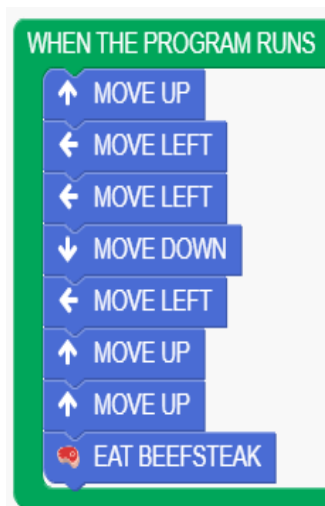 WHEN THE PROGRAM RUNS
MOVE UP
MOVE LEFT
MOVE LEFT
MOVE DOWN
MOVE LEFT
MOVE UP
MOVE UP
EAT BEEFSTEAK